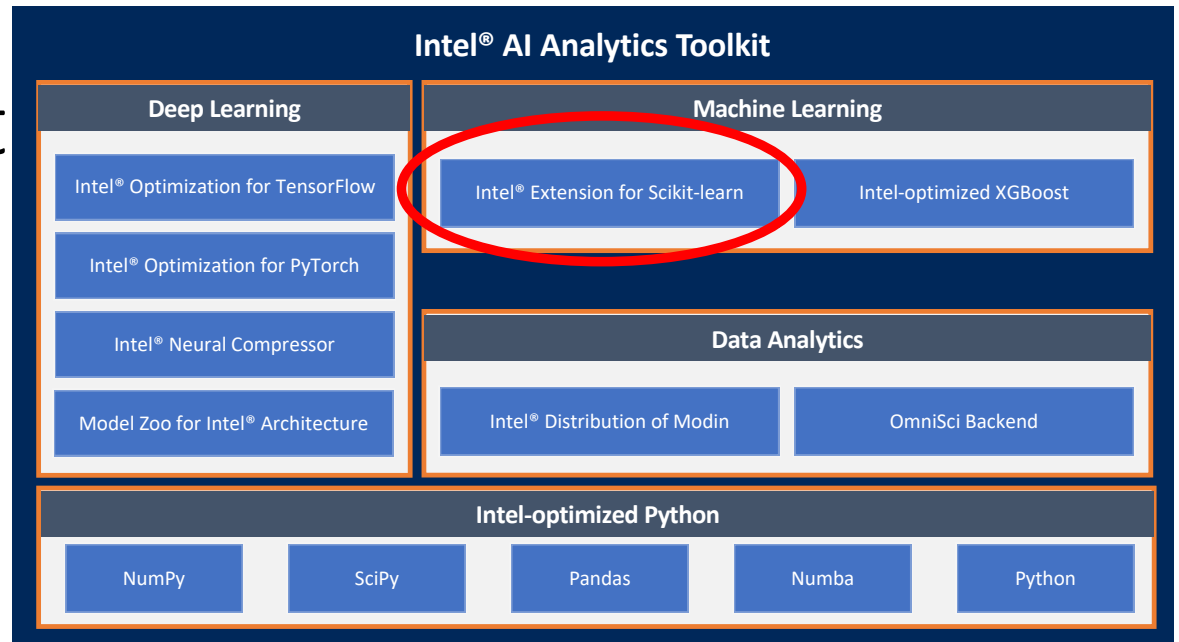 Intel® AI Analytics Toolkit
t
Deep Learning
Intel® Optimization for TensorFlow
Intel® Optimization for PyTorch
Intel® Neural Compressor
Model Zoo for Intel® Architecture
Machine Learning
Intel® Extension for Scikit-learn
Intel-optimized XGBoost
Data Analytics
Intel® Distribution of Modin
OmniSci Backend
Intel-optimized Python
NumPy
SciPy
Pandas
Numba
Python